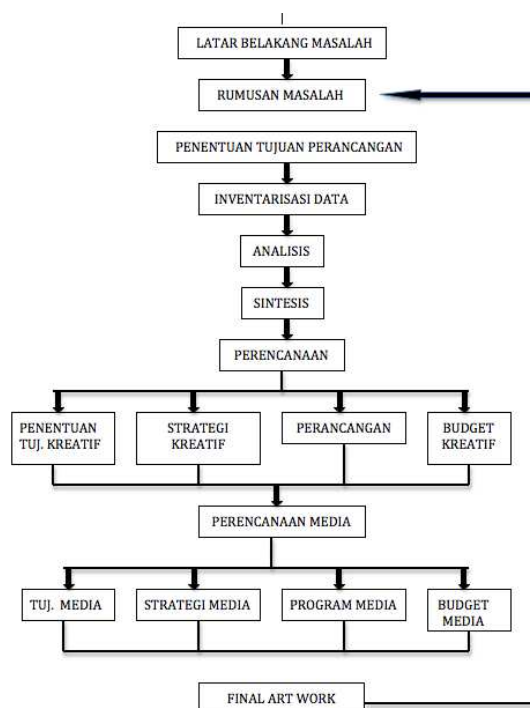 LATAR BELAKANG MASALAH
RUMUSAN MASALAH
PENENTUAN TUJUAN PERANCANGAN
INVENTARISASI DATA
ANALISIS
SINTESIS
PERENCANAAN
PENENTUAN
TUJ. KREATIF
STRATEGI
KREATIF
PERANCANGAN
BUDGET
KREATIF
PERENCANAAN MEDIA
TUJ. MEDIA
STRATEGI MEDIA
PROGRAM MEDIA
BUDGET
MEDIA
FINAL ART WORK